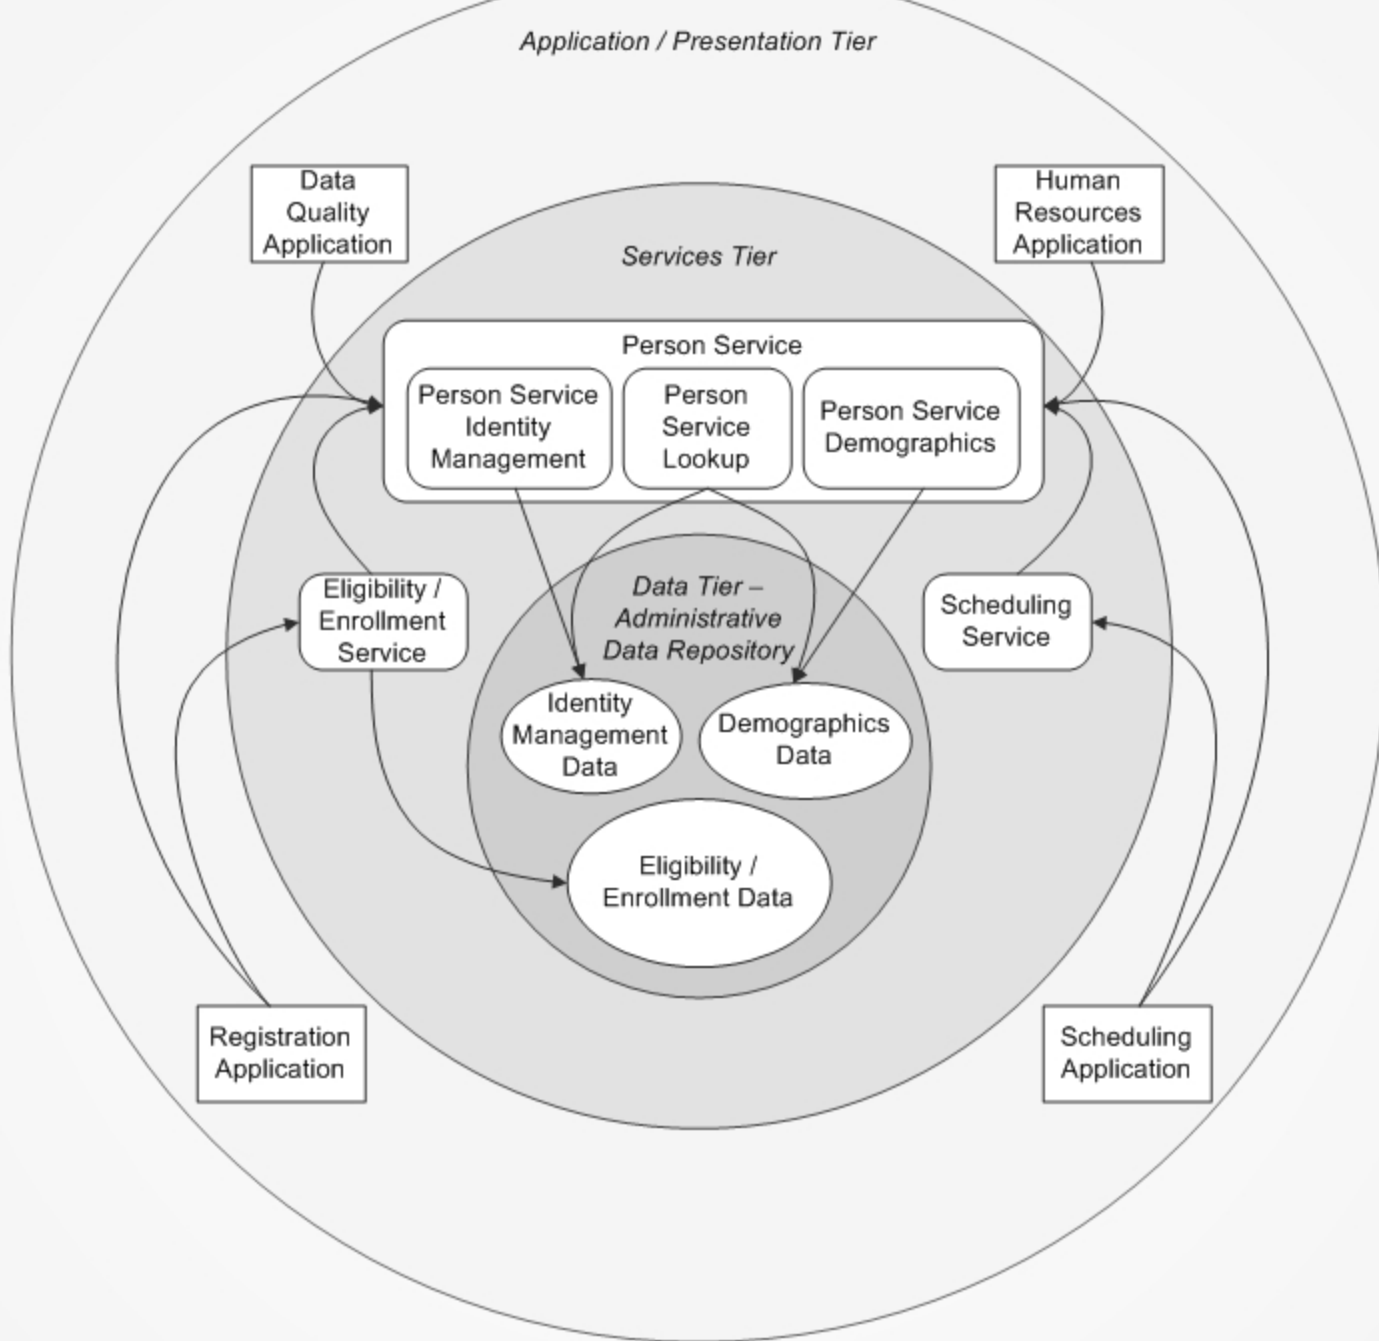 Application / Presentation Tier
Data
Quality
Application
Human
Resources
Application
Services Tier
Person Service
Person Service
Identity
Management
Person
Service
Lookup
Person Service
Demographics
Eligibility /
Enrollment
Service
Data Tier –
Administrative
Data Repository
Scheduling
Service
Identity
Management
Data
Demographics
Data
Eligibility /
Enrollment Data
Registration
Application
Scheduling
Application